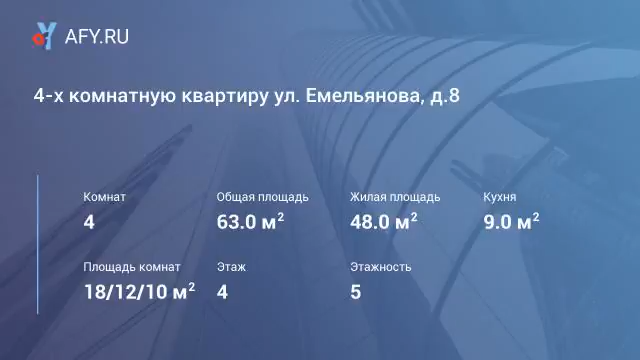 AFY.RU
4-х комнатную квартиру ул. Емельянова, д.8
Комнат
4
Общая площадь
63.0 м²
Жилая площадь
48.0 м²
Кухня
9.0 м²
Площадь комнат
18/12/10 м²
Этаж
4
Этажность
5